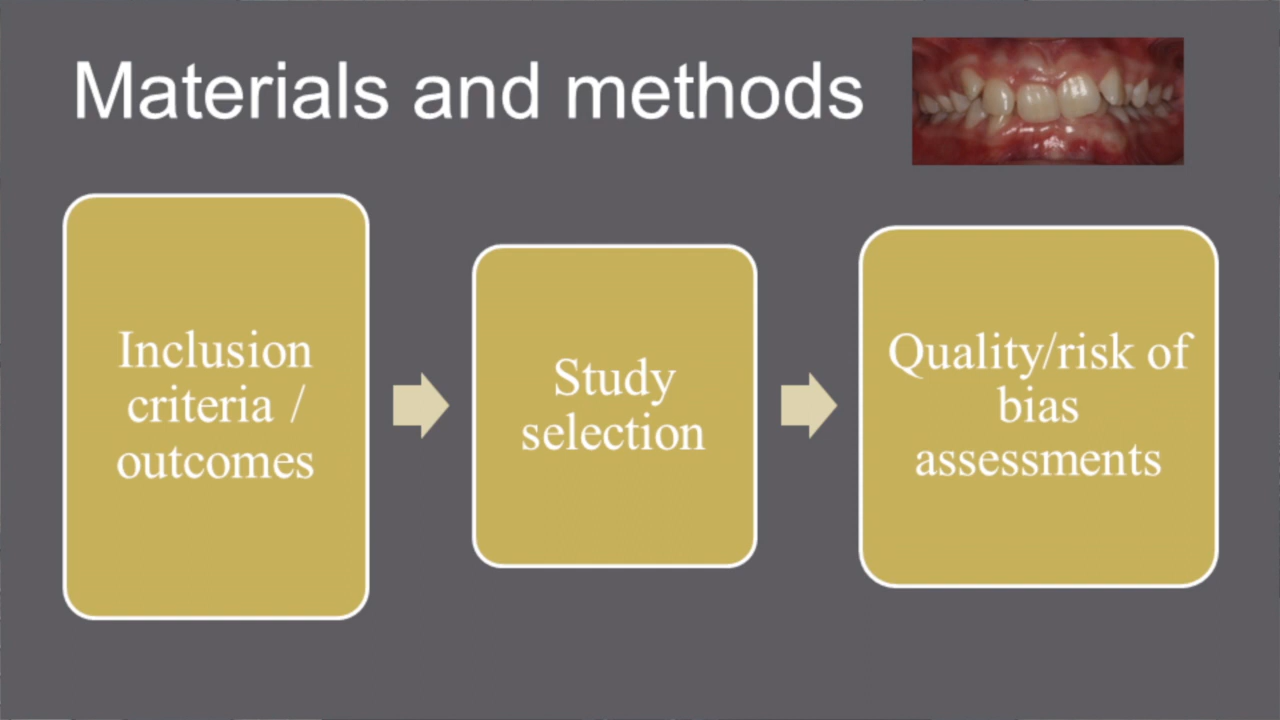 Materials and methods
Inclusion
criteria /
outcomes
Study
selection
Quality/risk of
bias
assessments